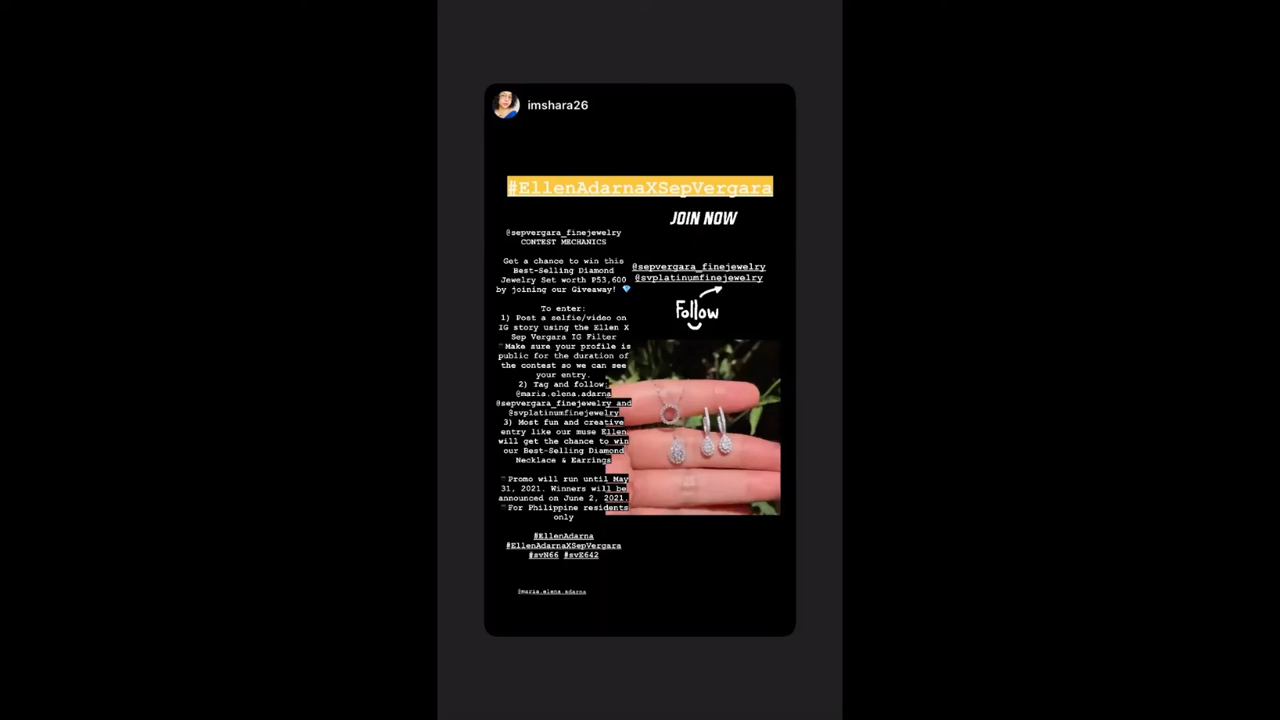 imshara26
#EllenAdarnaXSepVergara
JOIN NOW
@sepvergara_finejewelry
CONTEST MECHANICS
Get a chance to win this
Best-Selling Diamond
Jewelry Set worth P53,600
by joining our Giveaway! 💎
To enter:
1) Post a selfie/video on
IG story using the Ellen X
Sep Vergara IG Filter
Make sure your profile is
public for the duration of
the contest so we can see
your entry.
2) Tag and follow:
@maria.elena.adarna
@sepvergara_finejewelry and
@svplatinumfinejewelry
3) Most fun and creative
entry like our muse Ellen
will get the chance to win
our Best-Selling Diamond
Necklace & Earrings
Promo will run until May
31, 2021. Winners will be
announced on June 2, 2021.
For Philippine residents
only
#EllenAdarna
#EllenAdarnaXSepVergara
#svN66 #svE642
@maria.elena.adarna
@sepvergara_finejewelry
@svplatinumfinejewelry
Follow